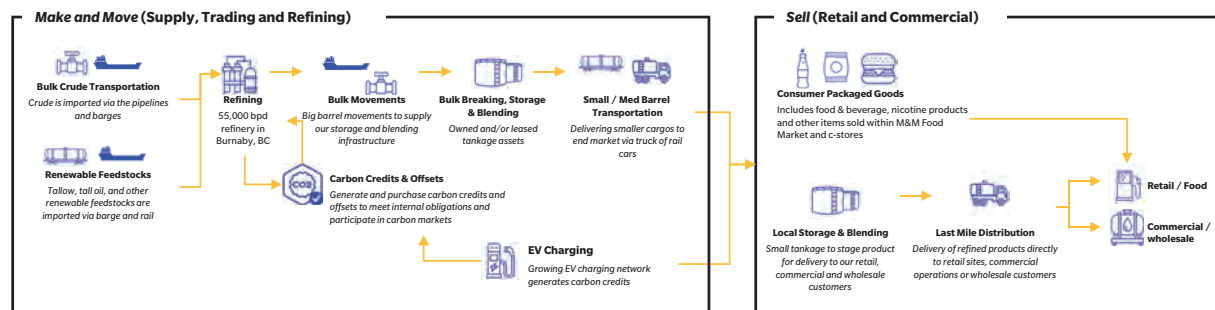 Make and Move (Supply, Trading and Refining)
Bulk Crude Transportation
Crude is imported via the pipelines
and barges
Renewable Feedstocks
Tallow, tall oil, and other
renewable feedstocks are
imported via barge and rail
Refining
55,000 bpd
refinery in
Burnaby, BC
Bulk Movements
Big barrel movements to supply
our storage and blending
infrastructure
Bulk Breaking, Storage
& Blending
Owned and/or leased
tankage assets
Small / Med Barrel
Transportation
Delivering smaller cargos to
end market via truck of rail
cars
CO2
Carbon Credits & Offsets
Generate and purchase carbon credits and
offsets to meet internal obligations and
participate in carbon markets
EV Charging
Growing EV charging network
generates carbon credits
Sell (Retail and Commercial)
Consumer Packaged Goods
Includes food & beverage, nicotine products
and other items sold within M&M Food
Market and c-stores
Local Storage & Blending
Small tankage to stage product
for delivery to our retail,
commercial and wholesale
customers
Last Mile Distribution
Delivery of refined products directly
to retail sites, commercial
operations or wholesale customers
Retail / Food
Commercial /
wholesale